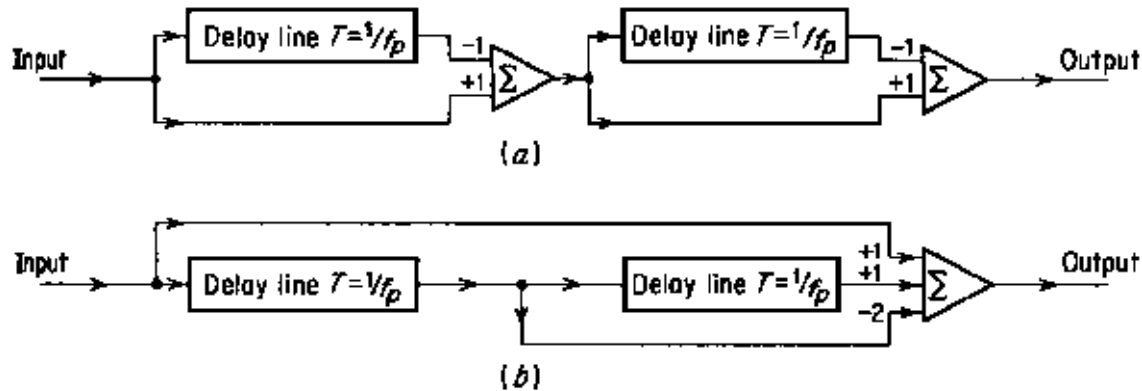 Delay line T=1/fp
Delay line T=1/fp
Input
-1
+1
Σ
-1
+1
Σ
Output
(a)
Input
Delay line T=1/fp
Delay line T=1/fp
+1
+1
-2
Σ
Output
(b)